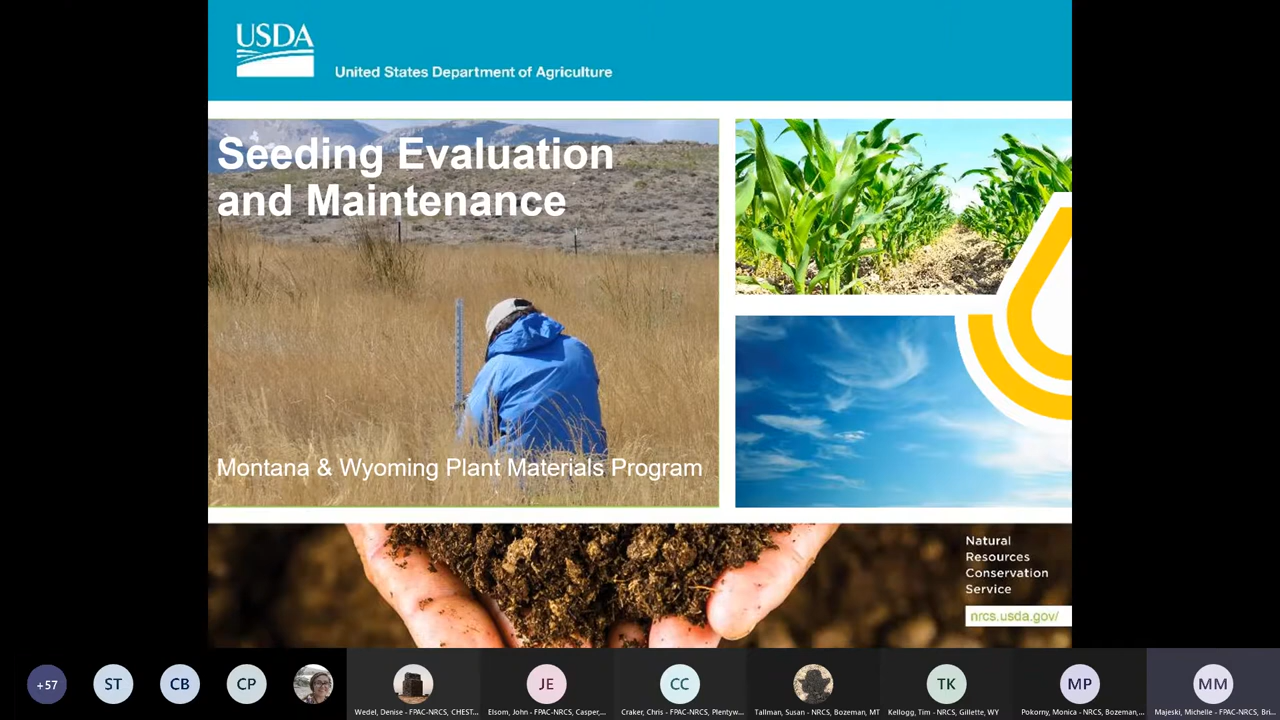 USDA
United States Department of Agriculture
Seeding Evaluation
and Maintenance
Montana & Wyoming Plant Materials Program
Natural
Resources
Conservation
Service
nrcs.usda.gov/
+57
ST
CB
CP
JE
CC
TK
MP
MM
Wedel, Denise - FPAC-NRCS, CHEST...
Elsom, John - FPAC-NRCS, Casper,...
Craker, Chris - FPAC-NRCS, Plentyw...
Tallman, Susan - NRCS, Bozeman, MT
Kellogg, Tim - NRCS, Gillette, WY
Pokorny, Monica - NRCS, Bozeman,...
Majeski, Michelle - FPAC-NRCS, Bri...